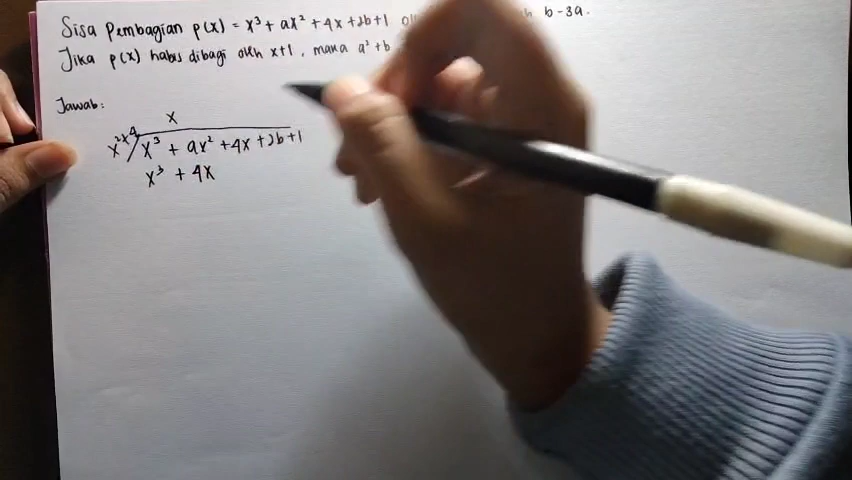 Sisa Pembagian p(x) = x³ + ax² + 4x + 2b + 1 b - 3a.
Jika p(x) habis dibagi oleh x+1, maka a² + b
Jawab:
x
x²+4 / x³ + ax² + 4x + 2b + 1
x³ + 4x